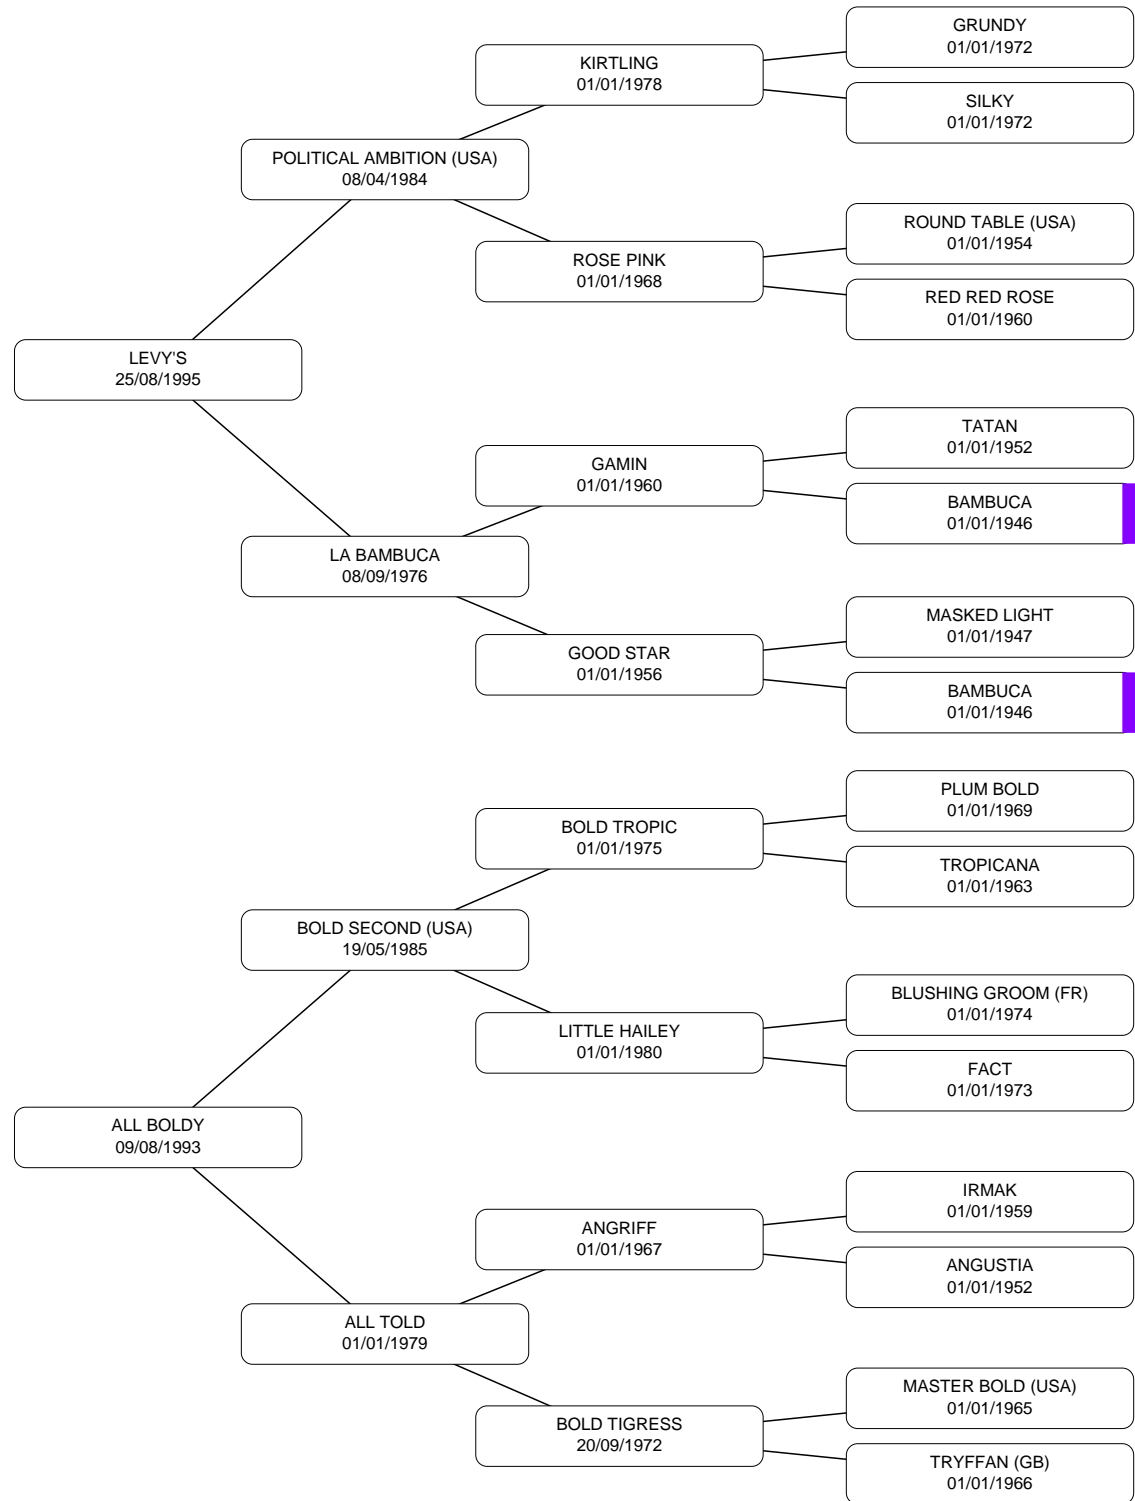 GRUNDY
01/01/1972
KIRTLING
01/01/1978
SILKY
01/01/1972
POLITICAL AMBITION (USA)
08/04/1984
ROUND TABLE (USA)
01/01/1954
ROSE PINK
01/01/1968
RED RED ROSE
01/01/1960
LEVY'S
25/08/1995
TATAN
01/01/1952
GAMIN
01/01/1960
BAMBUCA
01/01/1946
LA BAMBUCA
08/09/1976
MASKED LIGHT
01/01/1947
GOOD STAR
01/01/1956
BAMBUCA
01/01/1946
PLUM BOLD
01/01/1969
BOLD TROPIC
01/01/1975
TROPICANA
01/01/1963
BOLD SECOND (USA)
19/05/1985
BLUSHING GROOM (FR)
01/01/1974
LITTLE HAILEY
01/01/1980
FACT
01/01/1973
ALL BOLDY
09/08/1993
IRMAK
01/01/1959
ANGRIFF
01/01/1967
ANGUSTIA
01/01/1952
ALL TOLD
01/01/1979
MASTER BOLD (USA)
01/01/1965
BOLD TIGRESS
20/09/1972
TRYFFAN (GB)
01/01/1966